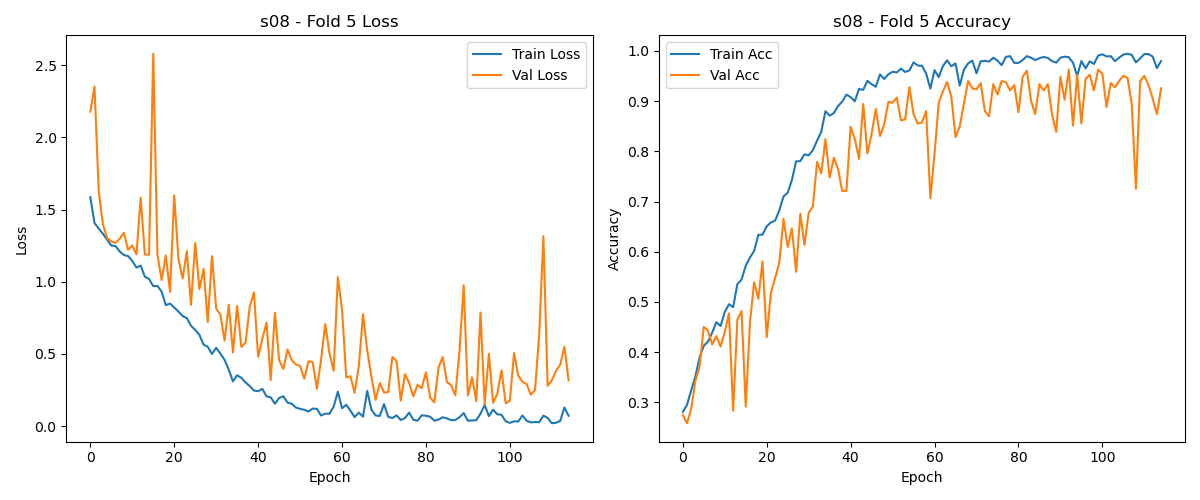 s08 - Fold 5 Loss
Train Loss
Val Loss
2.5
2.0
1.5
1.0
0.5
0.0
Loss
0 20 40 60 80 100
Epoch
s08 - Fold 5 Accuracy
Train Acc
Val Acc
1.0
0.9
0.8
0.7
0.6
0.5
0.4
0.3
Accuracy
0 20 40 60 80 100
Epoch